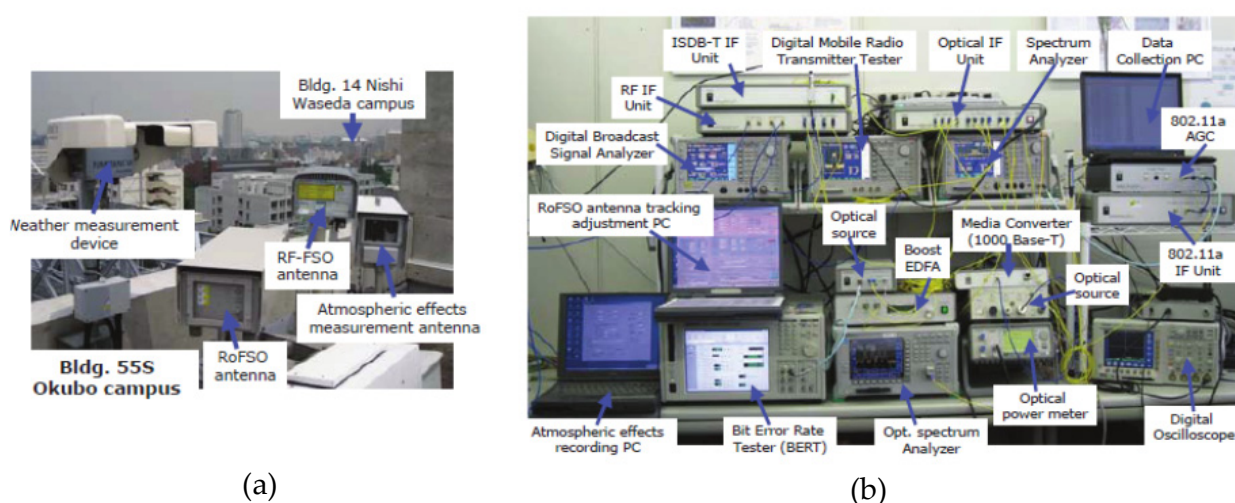 Bldg. 14 Nishi
Waseda campus
Weather measurement
device
RF-FSO
antenna
Atmospheric effects
measurement antenna
RoFSO
antenna
Bldg. 55S
Okubo campus
(a)
ISDB-T IF
Unit
Digital Mobile Radio
Transmitter Tester
Optical IF
Unit
Spectrum
Analyzer
Data
Collection PC
RF IF
Unit
802.11a
AGC
Digital Broadcast
Signal Analyzer
RoFSO antenna tracking
adjustment PC
Optical
source
Media Converter
(1000 Base-T)
Boost
EDFA
802.11a
IF Unit
Optical
source
Optical
power meter
Atmospheric effects
recording PC
Bit Error Rate
Tester (BERT)
Opt. spectrum
Analyzer
Digital
Oscilloscope
(b)